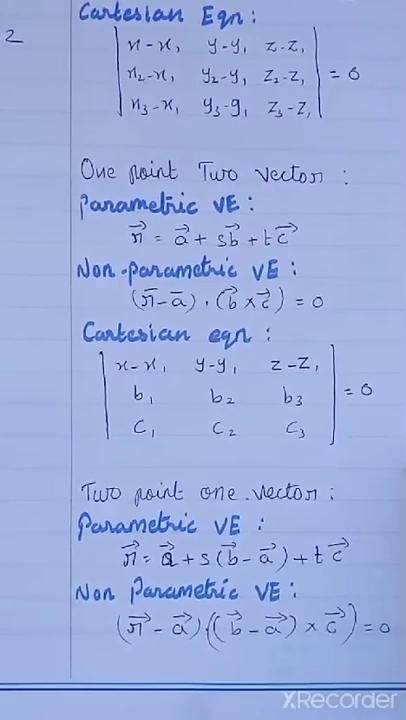 Cartesian Eqn:
2
| x-x₁ y-y₁ z-z₁ |
| x₂-x₁ y₂-y₁ z₂-z₁ | = 0
| x₃-x₁ y₃-y₁ z₃-z₁ |
One point Two vector:
Parametric VE:
r⃗ = a⃗ + sb⃗ + tc⃗
Non-parametric VE:
(r̄-ā).(b⃗×c⃗) = 0
Cartesian eqn:
| x-x₁ y-y₁ z-z₁ |
| b₁ b₂ b₃ | = 0
| c₁ c₂ c₃ |
Two point one vector:
Parametric VE:
r⃗ = a⃗ + s(b⃗-a⃗) + tc⃗
Non Parametric VE:
(r⃗-a⃗)((b⃗-a⃗)×c⃗) = 0
XRecorder